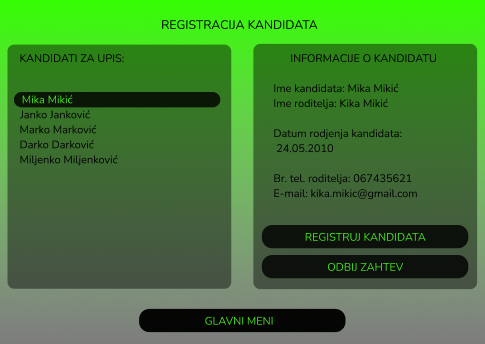 REGISTRACIJA KANDIDATA
KANDIDATI ZA UPIS:
Mika Mikić
Janko Janković
Marko Marković
Darko Darković
Miljenko Miljenković
INFORMACIJE O KANDIDATU
Ime kandidata: Mika Mikić
Ime roditelja: Kika Mikić
Datum rodjenja kandidata:
24.05.2010
Br. tel. roditelja: 067435621
E-mail: kika.mikic@gmail.com
REGISTRUJ KANDIDATA
ODBIJ ZAHTEV
GLAVNI MENI